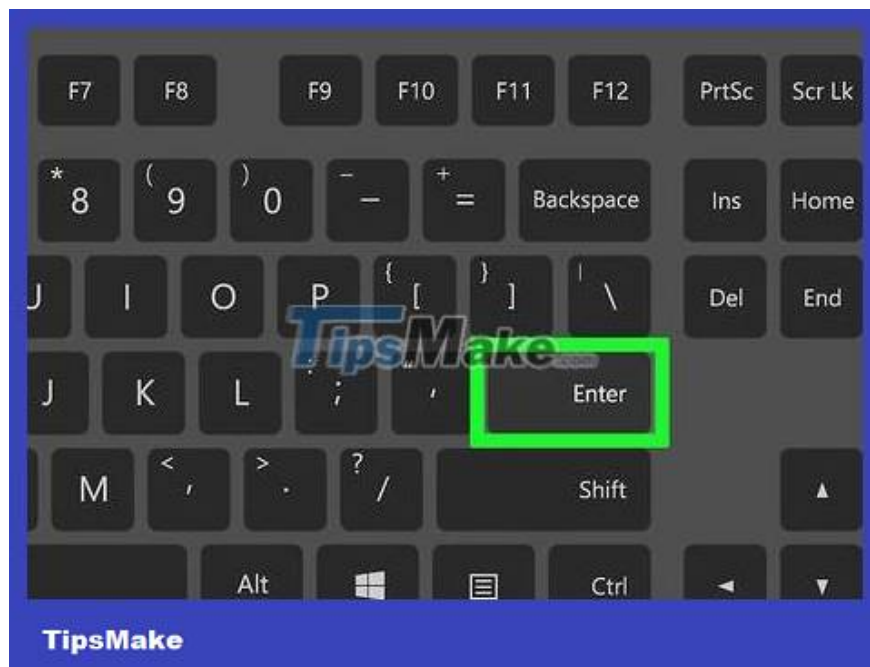 F7 F8 F9 F10 F11 F12 PrtSc Scr Lk
* 8 ( 9 ) 0 – – + = Backspace Ins Home
U I O P { [ } ] | \ Del End
TipsMake.com
J K L : ; " ' Enter
M < , > . ? / Shift ▲
Alt Ctrl ◄ ▼
TipsMake